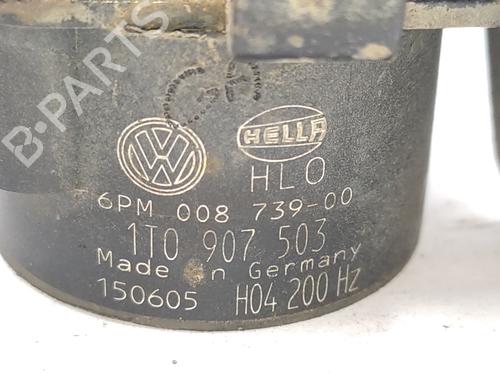 B-PARTS
HELLA
HLO
6PM 008 739-00
1T0 907 503
Made in Germany
150605 H04 200 Hz